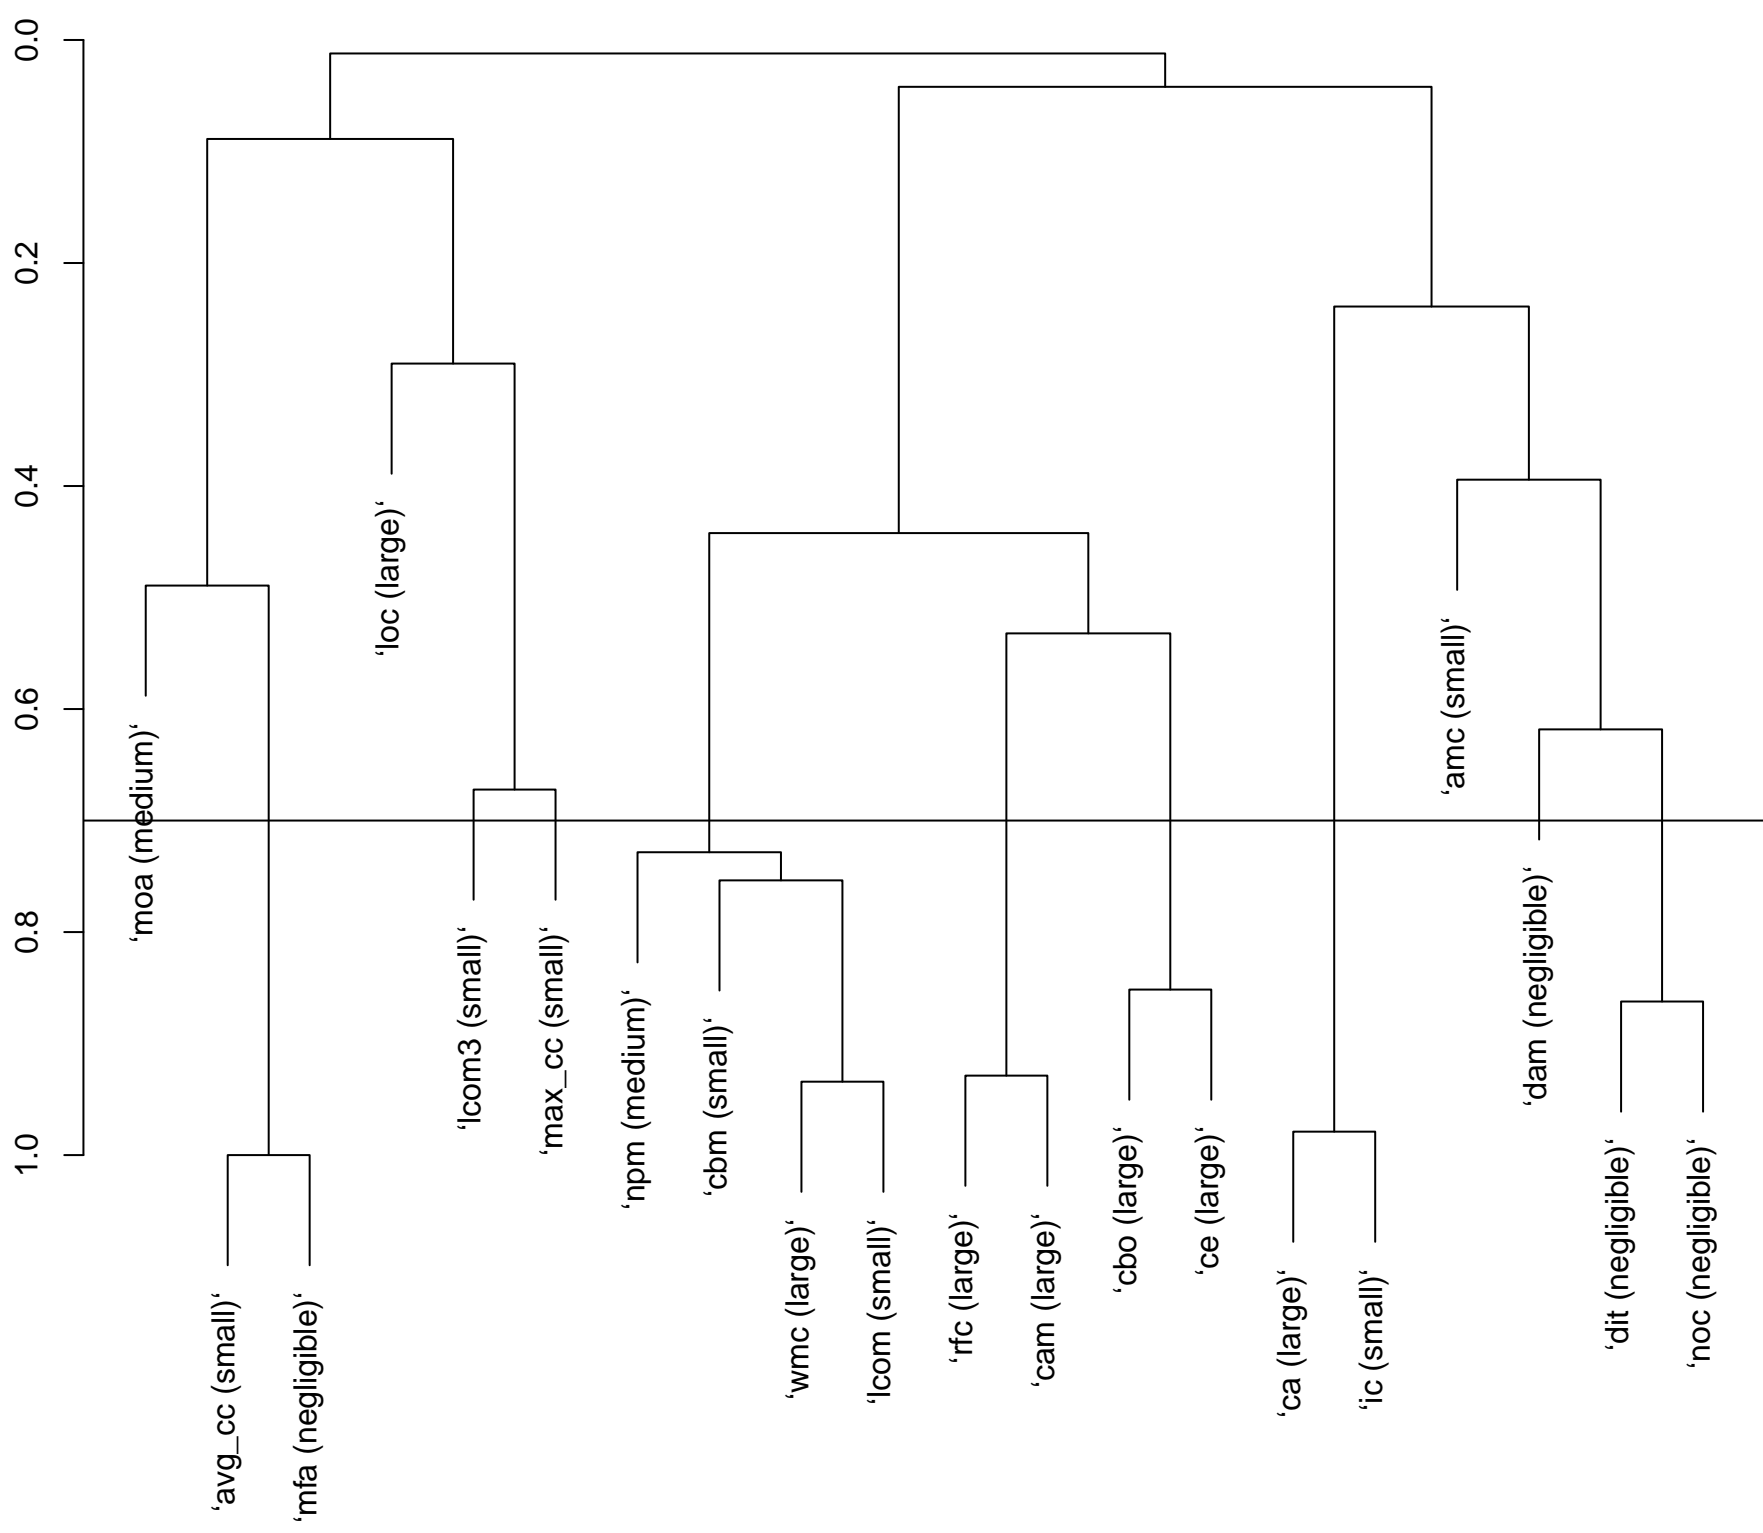 0.0
0.2
0.4
0.6
0.8
1.0
‘moa (medium)‘
‘avg_cc (small)‘
‘mfa (negligible)‘
‘loc (large)‘
‘lcom3 (small)‘
‘max_cc (small)‘
‘npm (medium)‘
‘cbm (small)‘
‘wmc (large)‘
‘lcom (small)‘
‘rfc (large)‘
‘cam (large)‘
‘cbo (large)‘
‘ce (large)‘
‘ca (large)‘
‘ic (small)‘
‘amc (small)‘
‘dam (negligible)‘
‘dit (negligible)‘
‘noc (negligible)‘